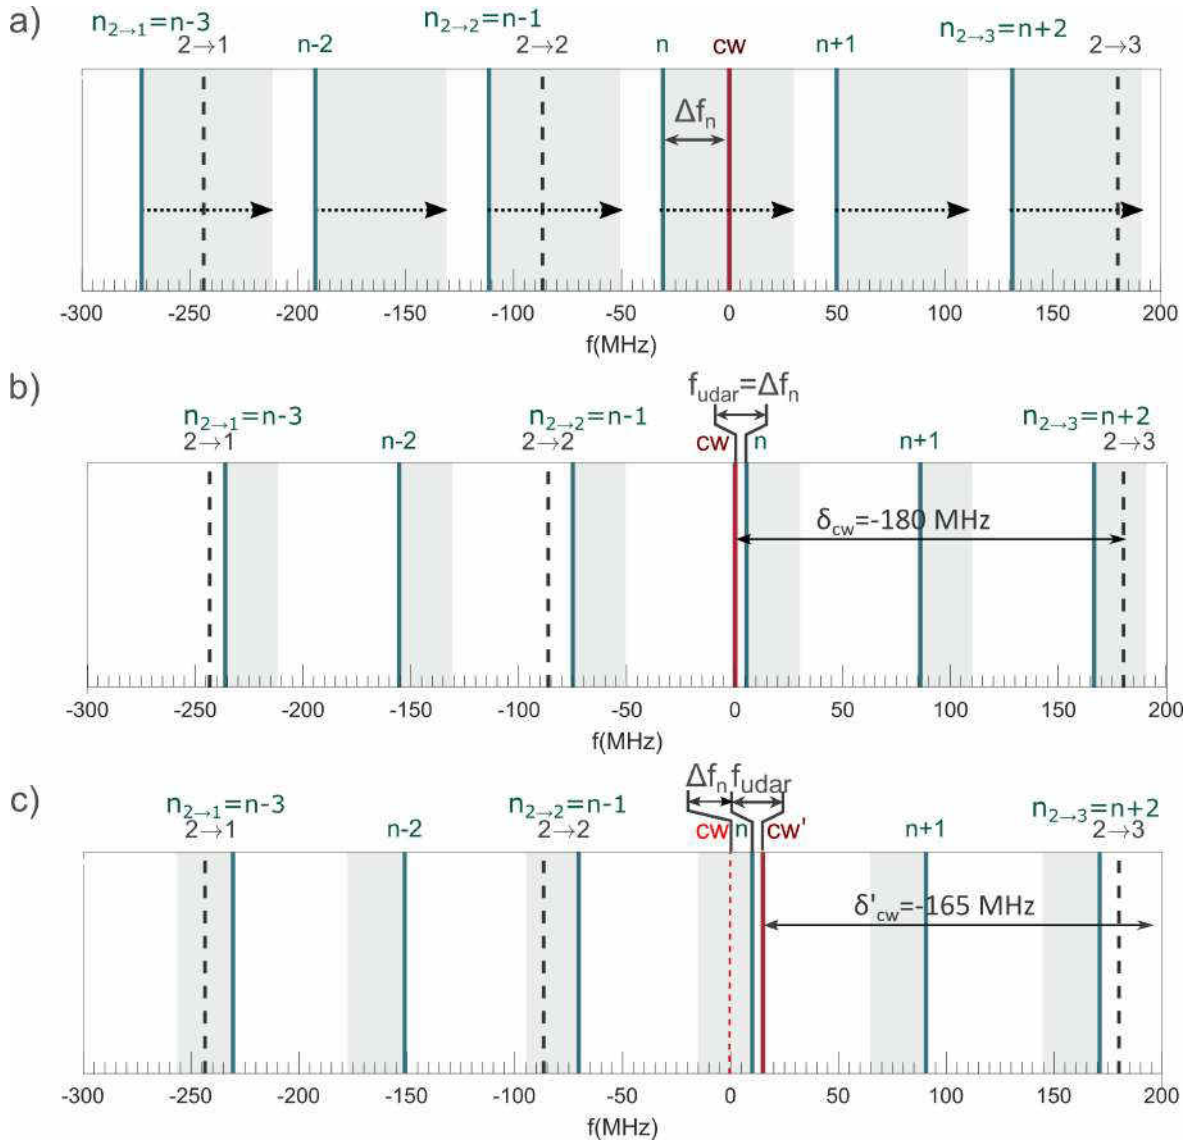 a)
n2→1=n-3 n2→2=n-1 n2→3=n+2
2→1 n-2 2→2 n cw n+1 2→3
Δfn
-300 -250 -200 -150 -100 -50 0 50 100 150 200
f(MHz)
b)
fudar=Δfn
n2→1=n-3 n2→2=n-1 n2→3=n+2
2→1 n-2 2→2 cw n n+1 2→3
δcw=-180 MHz
-300 -250 -200 -150 -100 -50 0 50 100 150 200
f(MHz)
c)
Δfn fudar
n2→1=n-3 n2→2=n-1 n2→3=n+2
2→1 n-2 2→2 cw n cw' n+1 2→3
δ'cw=-165 MHz
-300 -250 -200 -150 -100 -50 0 50 100 150 200
f(MHz)